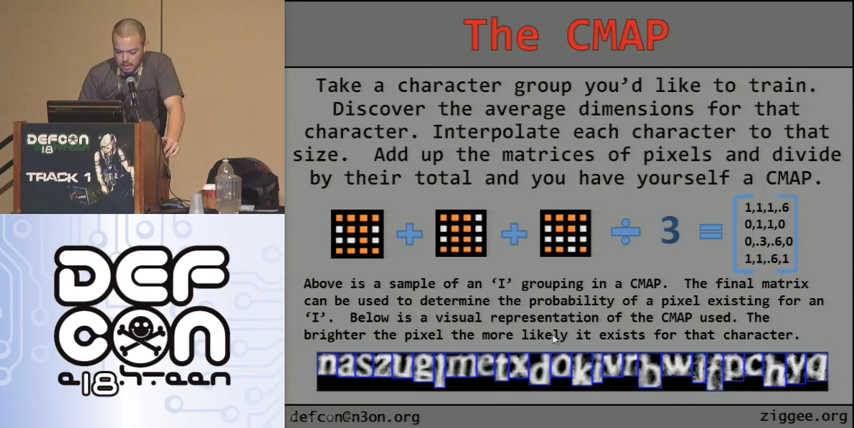 The CMAP
Take a character group you'd like to train.
Discover the average dimensions for that
character. Interpolate each character to that
size. Add up the matrices of pixels and divide
by their total and you have yourself a CMAP.
+ + ÷ 3 =
1,1,1,.6
0,1,1,0
0,.3,.6,0
1,1,.6,1
Above is a sample of an 'I' grouping in a CMAP. The final matrix
can be used to determine the probability of a pixel existing for an
'I'. Below is a visual representation of the CMAP used. The
brighter the pixel the more likely it exists for that character.
naszuglmetxdokivrbwjfpchyq
defcon@n3on.org
ziggee.org
DEFCON
18
TRACK 1
DEF
CON
e18hteen